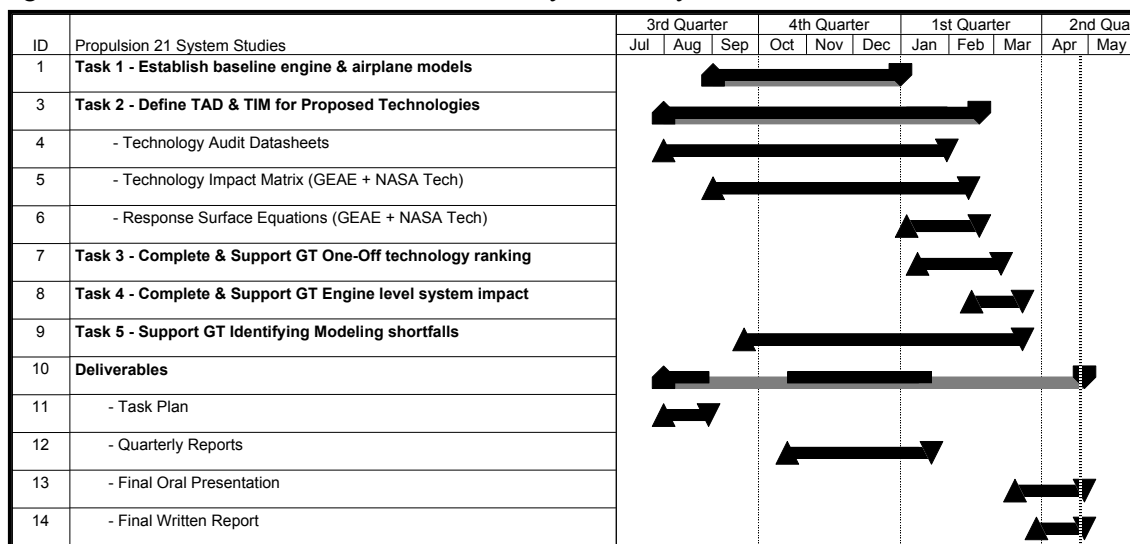 3rd Quarter 4th Quarter 1st Quarter 2nd Qua
ID Propulsion 21 System Studies Jul Aug Sep Oct Nov Dec Jan Feb Mar Apr May
1 Task 1 - Establish baseline engine & airplane models
3 Task 2 - Define TAD & TIM for Proposed Technologies
4 - Technology Audit Datasheets
5 - Technology Impact Matrix (GEAE + NASA Tech)
6 - Response Surface Equations (GEAE + NASA Tech)
7 Task 3 - Complete & Support GT One-Off technology ranking
8 Task 4 - Complete & Support GT Engine level system impact
9 Task 5 - Support GT Identifying Modeling shortfalls
10 Deliverables
11 - Task Plan
12 - Quarterly Reports
13 - Final Oral Presentation
14 - Final Written Report